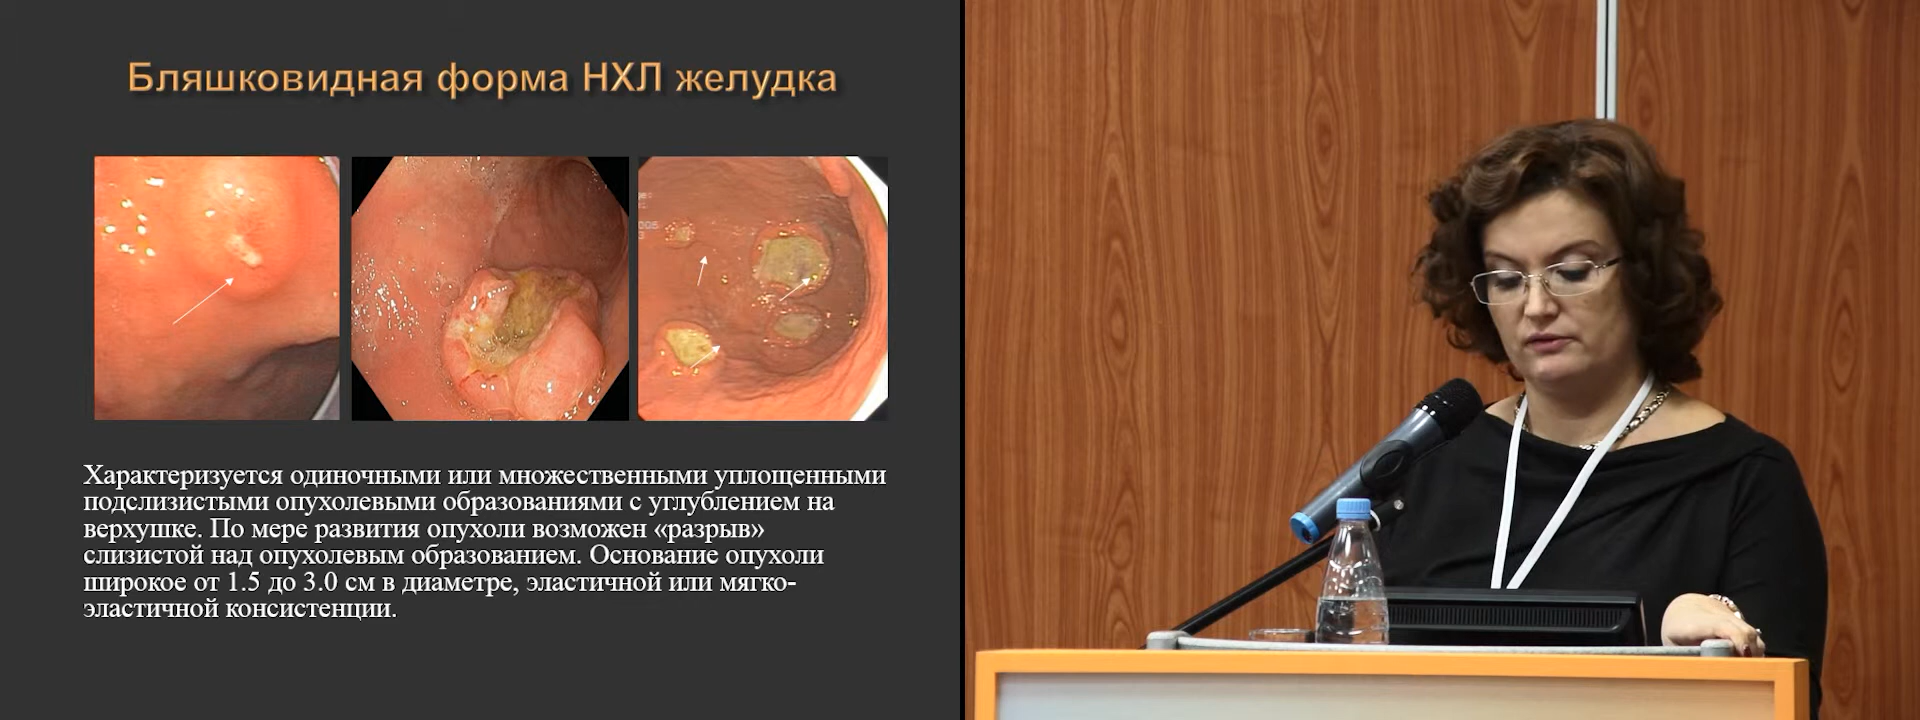 Бляшковидная форма НХЛ желудка
Характеризуется одиночными или множественными уплощенными
подслизистыми опухолевыми образованиями с углублением на
верхушке. По мере развития опухоли возможен «разрыв»
слизистой над опухолевым образованием. Основание опухоли
широкое от 1.5 до 3.0 см в диаметре, эластичной или мягко-
эластичной консистенции.